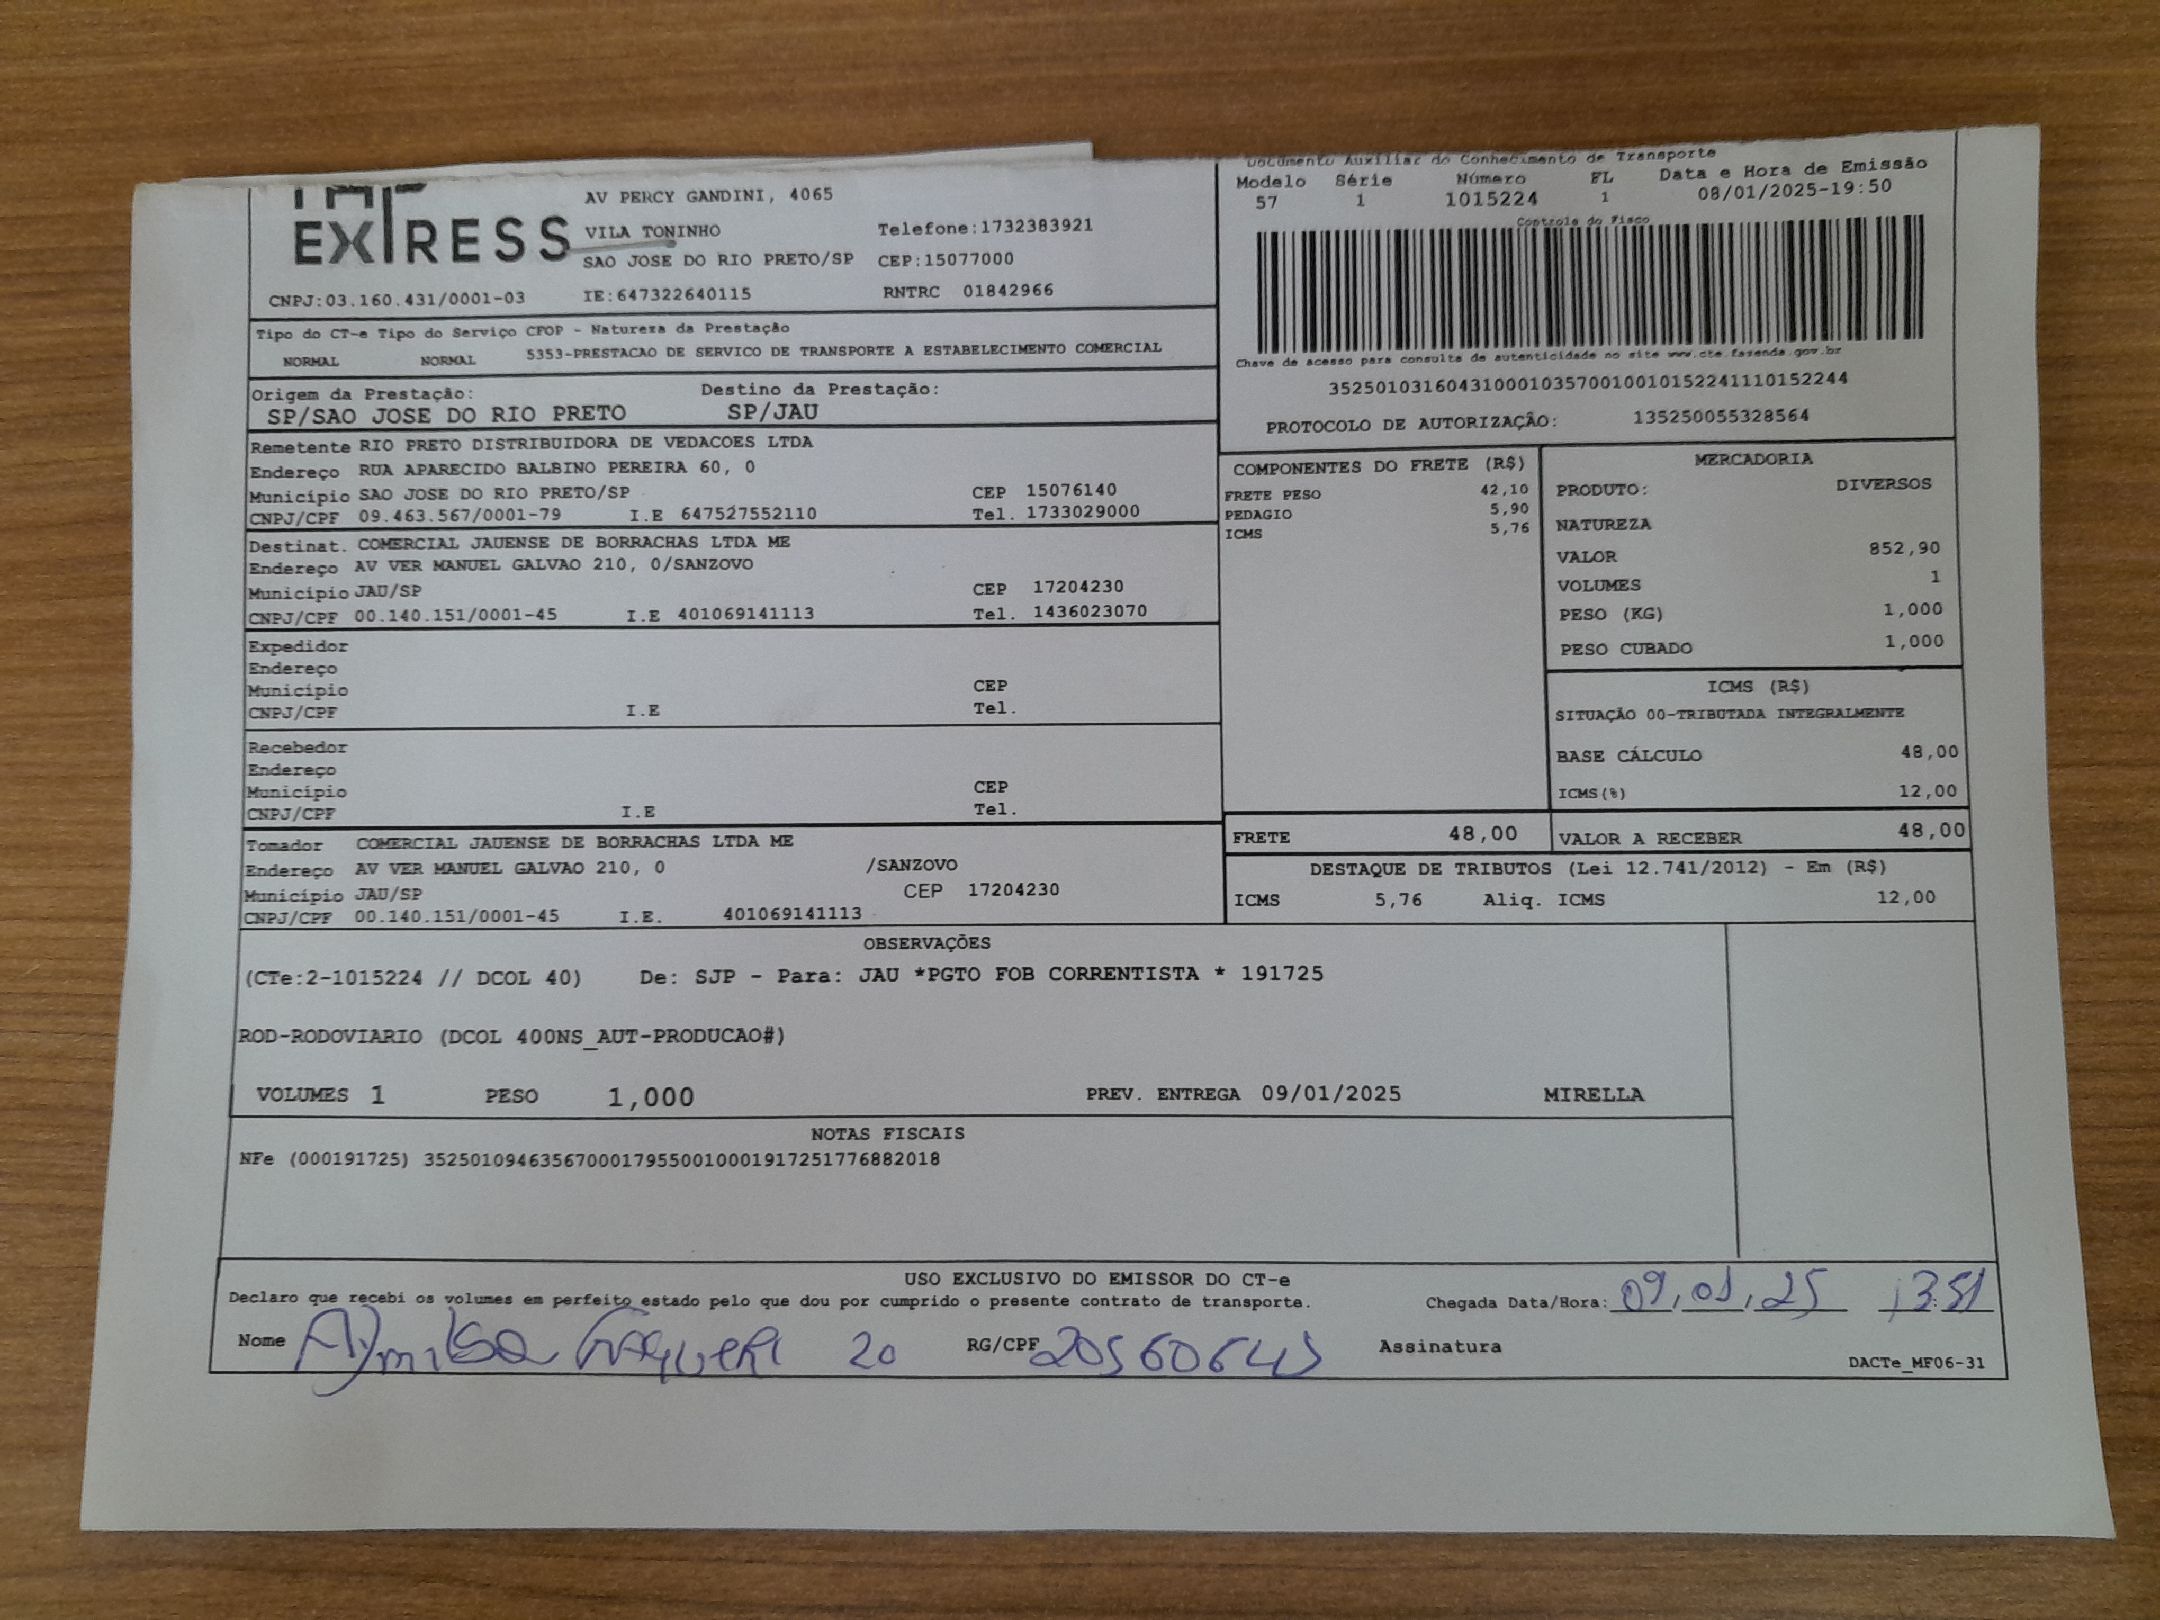 EXPRESS
AV PERCY GANDINI, 4065
VILA TONINHO Telefone:1732383921
SAO JOSE DO RIO PRETO/SP CEP:15077000
CNPJ:03.160.431/0001-03 IE:647322640115 RNTRC 01842966
Documento Auxiliar do Conhecimento de Transporte
Modelo Série Número FL Data e Hora de Emissão
57 1 1015224 1 08/01/2025-19:50
Controle do Fisco
Chave de acesso para consulta de autenticidade no site www.cte.fazenda.gov.br
35250103160431000103570010010152241110152244
PROTOCOLO DE AUTORIZAÇÃO: 135250055328564
Tipo do CT-e Tipo do Serviço CFOP - Natureza da Prestação
NORMAL NORMAL 5353-PRESTACAO DE SERVICO DE TRANSPORTE A ESTABELECIMENTO COMERCIAL
Origem da Prestação: Destino da Prestação:
SP/SAO JOSE DO RIO PRETO SP/JAU
Remetente RIO PRETO DISTRIBUIDORA DE VEDACOES LTDA
Endereço RUA APARECIDO BALBINO PEREIRA 60, 0
Município SAO JOSE DO RIO PRETO/SP CEP 15076140
CNPJ/CPF 09.463.567/0001-79 I.E 647527552110 Tel. 1733029000
Destinat. COMERCIAL JAUENSE DE BORRACHAS LTDA ME
Endereço AV VER MANUEL GALVAO 210, 0/SANZOVO
Município JAU/SP CEP 17204230
CNPJ/CPF 00.140.151/0001-45 I.E 401069141113 Tel. 1436023070
Expedidor
Endereço
Município CEP
CNPJ/CPF I.E Tel.
Recebedor
Endereço
Município CEP
CNPJ/CPF I.E Tel.
Tomador COMERCIAL JAUENSE DE BORRACHAS LTDA ME
Endereço AV VER MANUEL GALVAO 210, 0 /SANZOVO
Município JAU/SP CEP 17204230
CNPJ/CPF 00.140.151/0001-45 I.E. 401069141113
COMPONENTES DO FRETE (R$)
FRETE PESO 42,10
PEDAGIO 5,90
ICMS 5,76
MERCADORIA
PRODUTO: DIVERSOS
NATUREZA
VALOR 852,90
VOLUMES 1
PESO (KG) 1,000
PESO CUBADO 1,000
ICMS (R$)
SITUAÇÃO 00-TRIBUTADA INTEGRALMENTE
BASE CÁLCULO 48,00
ICMS(%) 12,00
FRETE 48,00 VALOR A RECEBER 48,00
DESTAQUE DE TRIBUTOS (Lei 12.741/2012) - Em (R$)
ICMS 5,76 Aliq. ICMS 12,00
OBSERVAÇÕES
(CTe:2-1015224 // DCOL 40) De: SJP - Para: JAU *PGTO FOB CORRENTISTA * 191725
ROD-RODOVIARIO (DCOL 400NS_AUT-PRODUCAO#)
VOLUMES 1 PESO 1,000 PREV. ENTREGA 09/01/2025 MIRELLA
NOTAS FISCAIS
NFe (000191725) 35250109463567000179550010001917251776882018
USO EXCLUSIVO DO EMISSOR DO CT-e
Declaro que recebi os volumes em perfeito estado pelo que dou por cumprido o presente contrato de transporte. Chegada Data/Hora: 09,01,25 13:51
Nome 20 RG/CPF Assinatura
DACTe_MF06-31